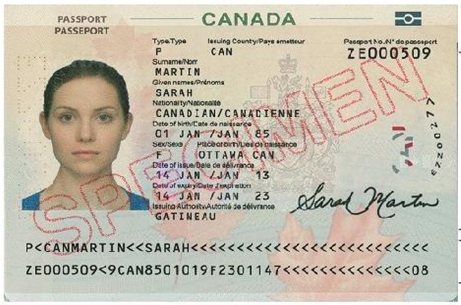 PASSPORT
PASSEPORT
CANADA
Type/Type Issuing Country/Pays émetteur Passport No./N° de passeport
P CAN ZE000509
Surname/Nom
MARTIN
Given names/Prénoms
SARAH
Nationality/Nationalité
CANADIAN/CANADIENNE
Date of birth/Date de naissance
01 JAN /JAN 85
Sex/Sexe Place of birth/Lieu de naissance
F OTTAWA CAN
Date of issue/Date de délivrance
14 JAN /JAN 13
Date of expiry/Date d'expiration
14 JAN /JAN 23
Issuing Authority/Autorité de délivrance
GATINEAU
Sarah Martin
SPECIMEN
P<CANMARTIN<<SARAH<<<<<<<<<<<<<<<<<<<<<<<<<<
ZE000509<9CAN8501019F2301147<<<<<<<<<<<<<<08